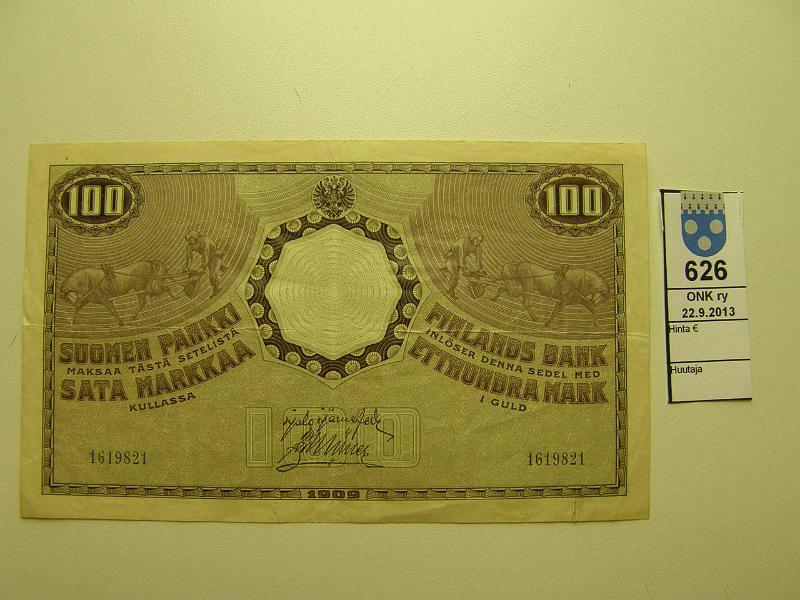 100
100
SUOMEN PANKKI
MAKSAA TÄSTÄ SETELISTÄ
SATA MARKKAA
KULLASSA
FINLANDS BANK
INLÖSER DENNA SEDEL MED
ETTHUNDRA MARK
I GULD
100
1619821
1619821
1909
626
ONK ry
22.9.2013
Hinta €
Huutaja